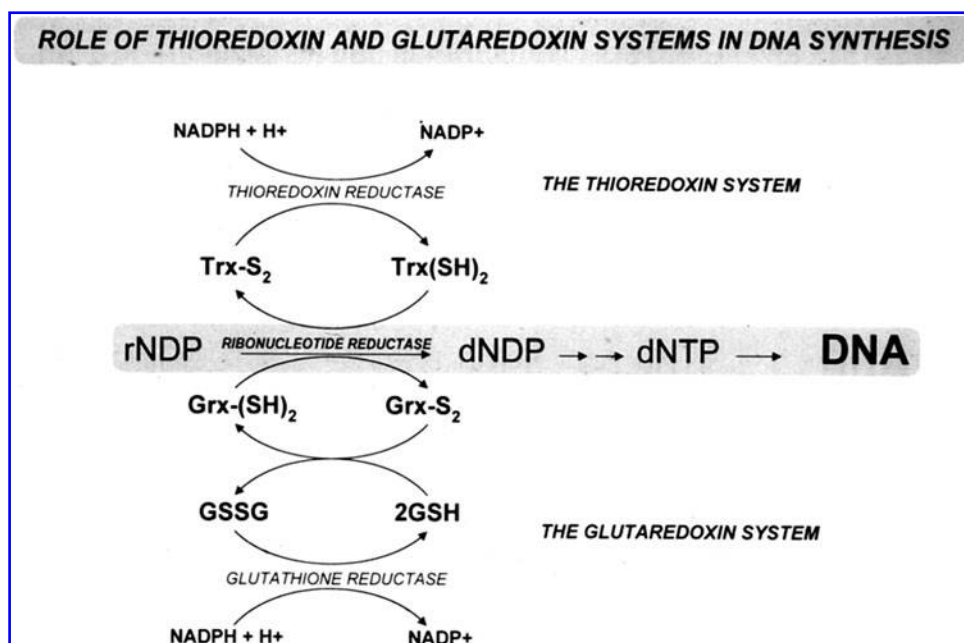 ROLE OF THIOREDOXIN AND GLUTAREDOXIN SYSTEMS IN DNA SYNTHESIS
NADPH + H+ NADP+
THIOREDOXIN REDUCTASE THE THIOREDOXIN SYSTEM
Trx-S₂ Trx(SH)₂
rNDP RIBONUCLEOTIDE REDUCTASE dNDP dNTP DNA
Grx-(SH)₂ Grx-S₂
GSSG 2GSH
THE GLUTAREDOXIN SYSTEM
GLUTATHIONE REDUCTASE
NADPH + H+ NADP+